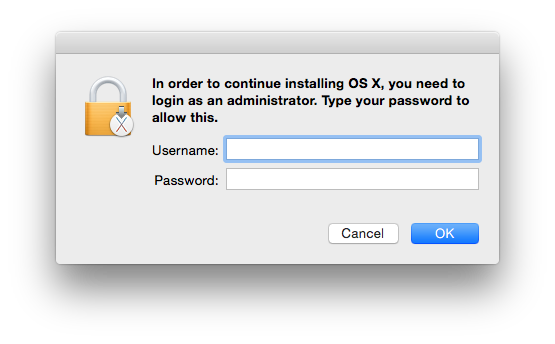 In order to continue installing OS X, you need to
login as an administrator. Type your password to
allow this.
Username:
Password:
Cancel OK